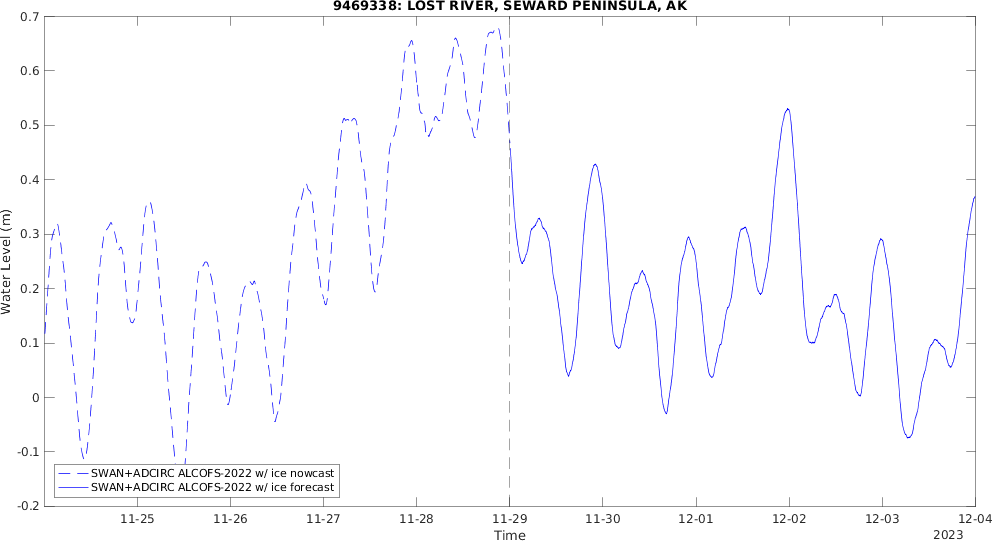 9469338: LOST RIVER, SEWARD PENINSULA, AK
0.7
0.6
0.5
0.4
0.3
0.2
0.1
0
-0.1
-0.2
Water Level (m)
SWAN+ADCIRC ALCOFS-2022 w/ ice nowcast
SWAN+ADCIRC ALCOFS-2022 w/ ice forecast
11-25 11-26 11-27 11-28 11-29 11-30 12-01 12-02 12-03 12-04
Time
2023